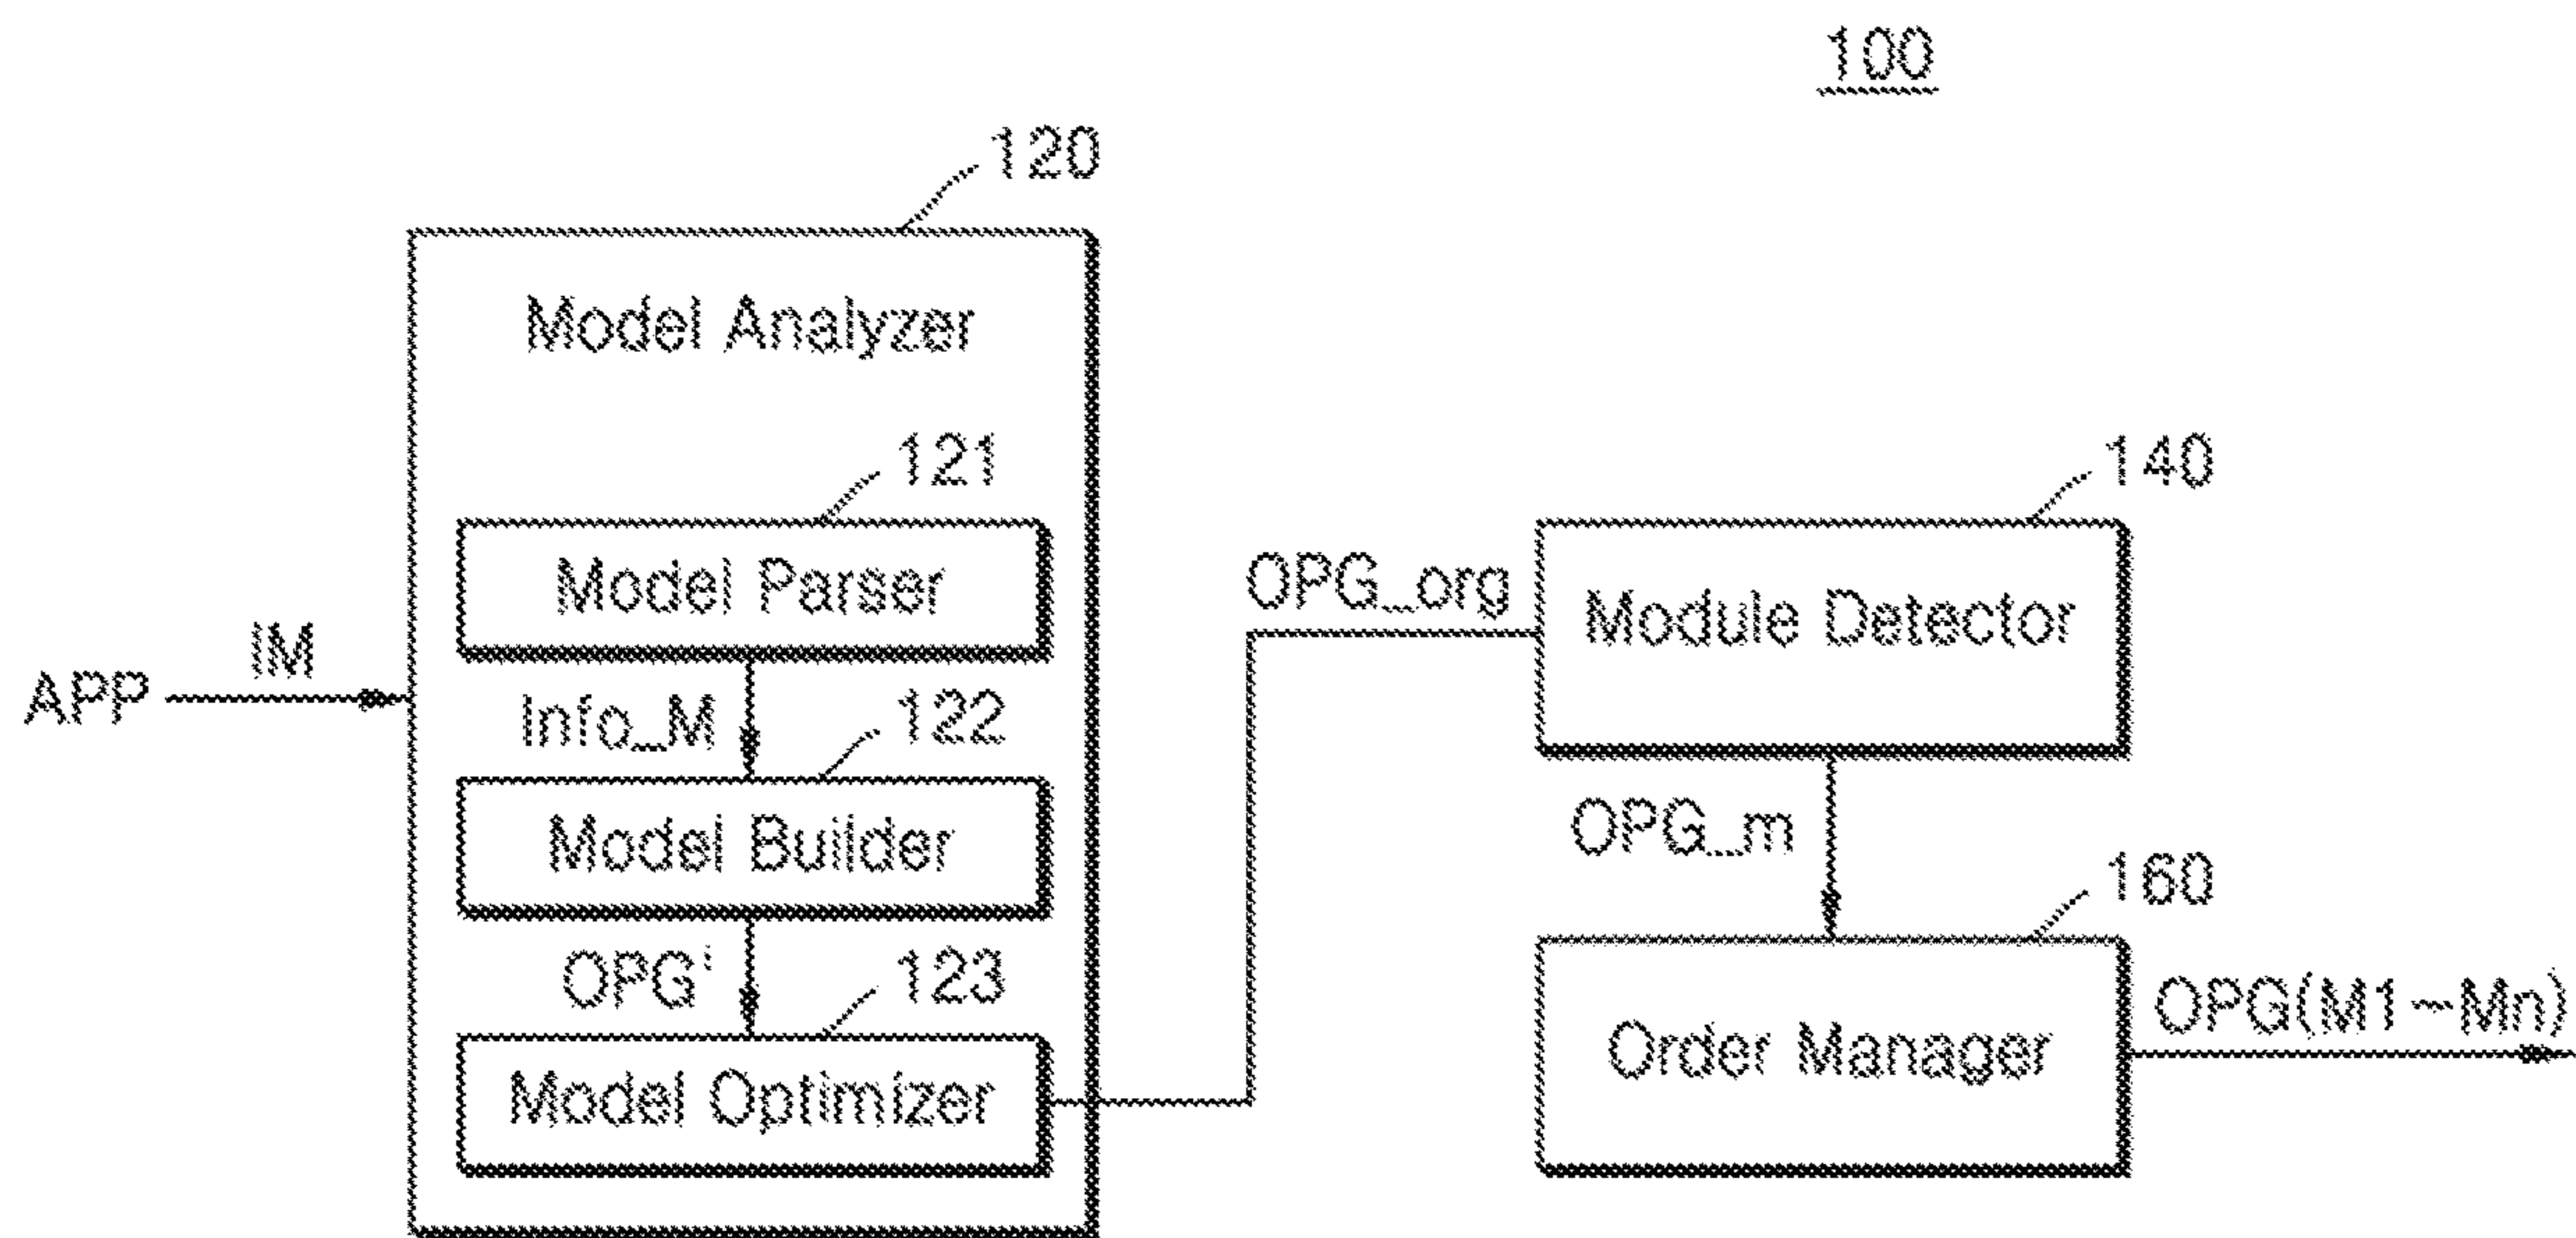 100
120
Model Analyzer
121
Model Parser
IM
APP
Info_M
122
Model Builder
OPG'
123
Model Optimizer
OPG_org
140
Module Detector
OPG_m
160
Order Manager
OPG(M1~Mn)